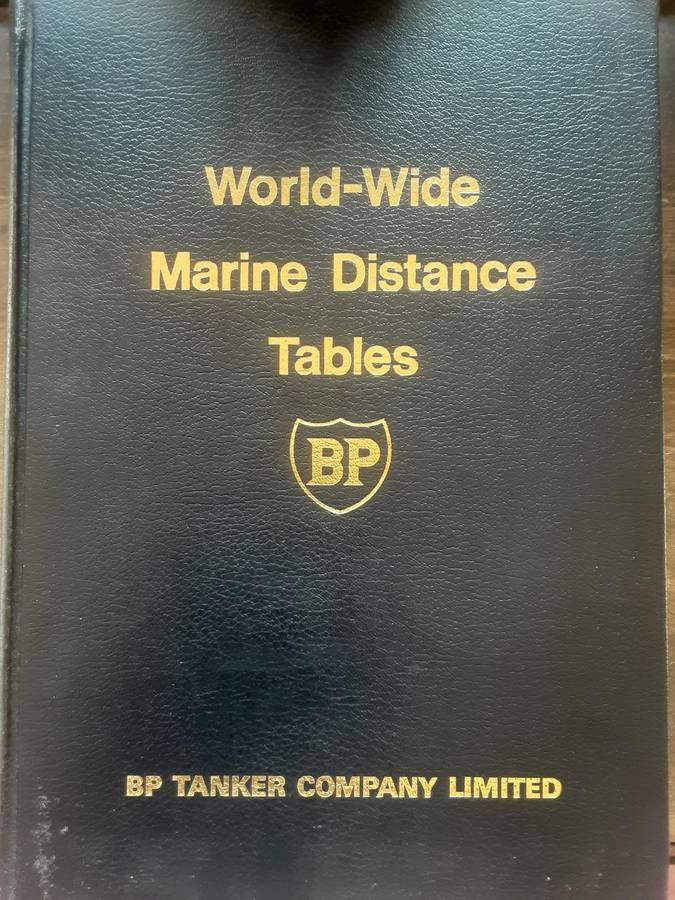 World-Wide
Marine Distance
Tables
BP
BP TANKER COMPANY LIMITED